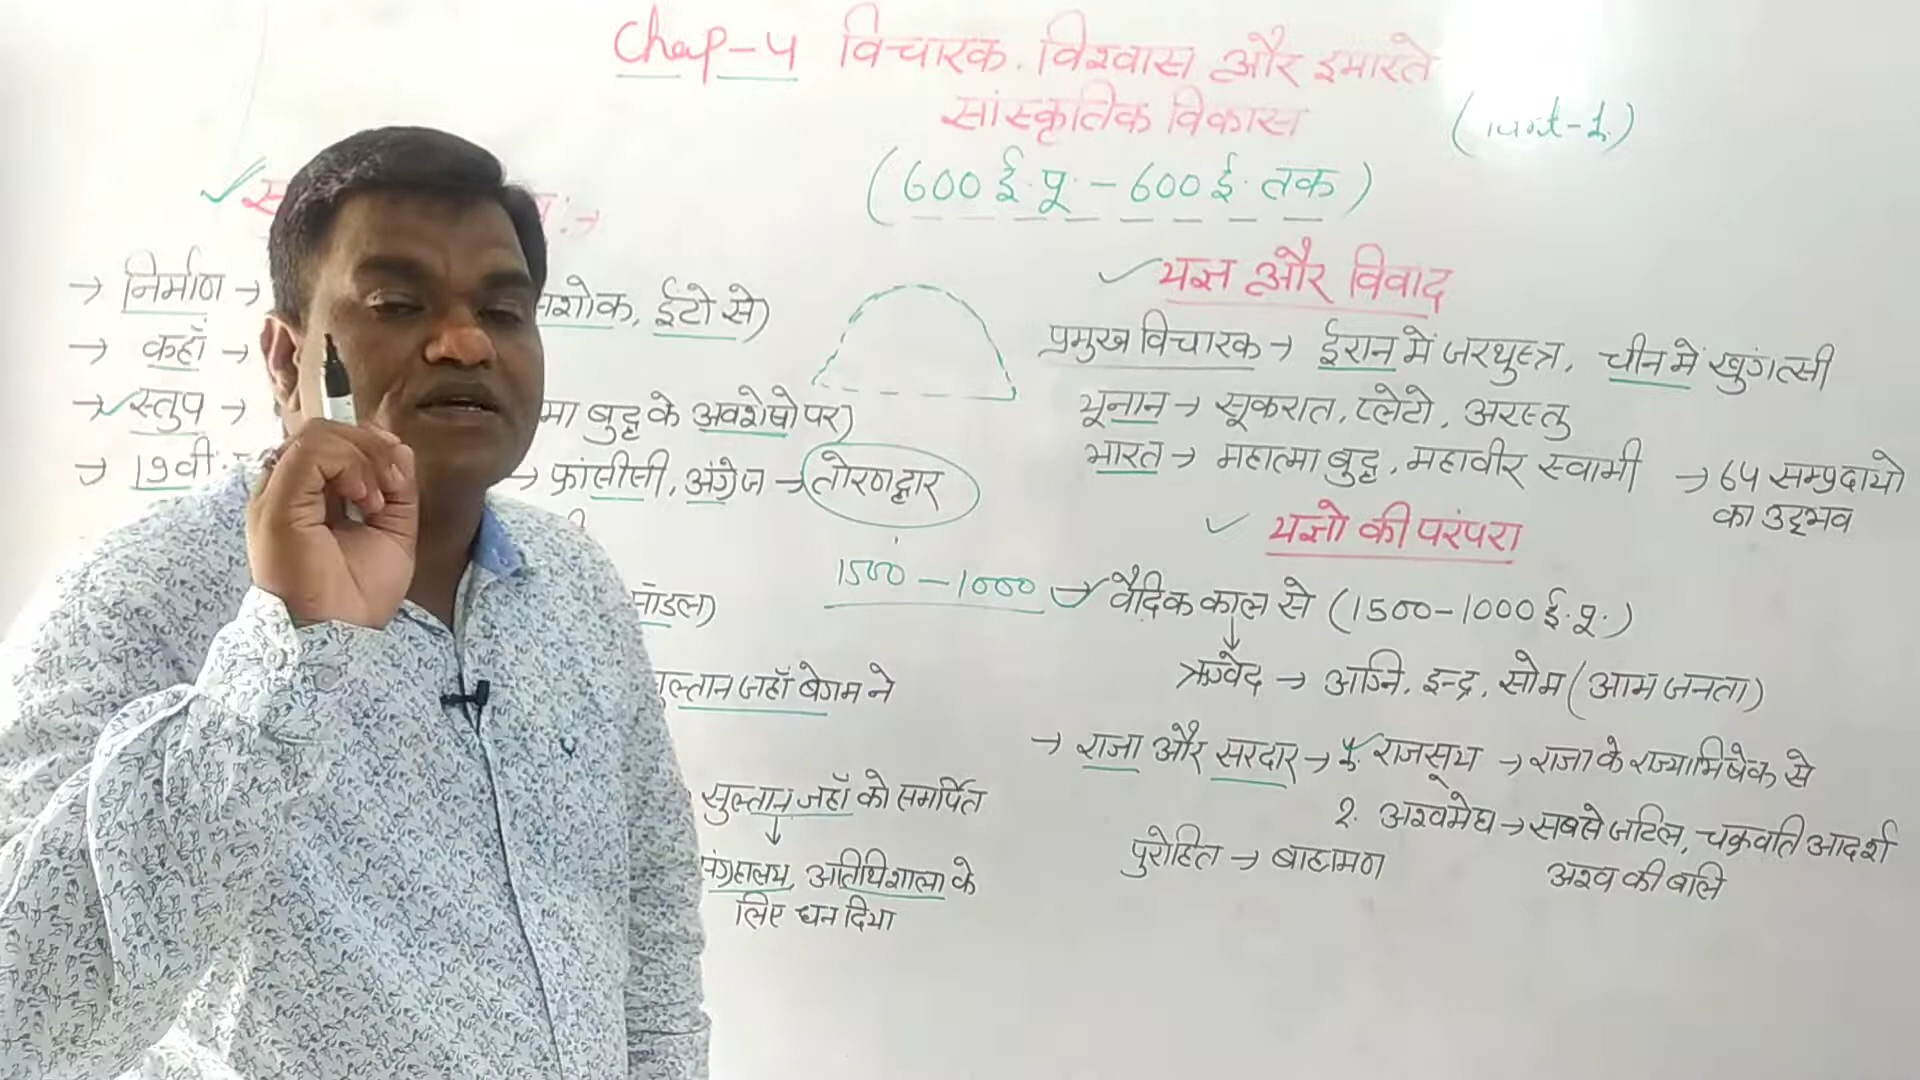 Chap-4 विचारक. विश्वास और इमारते
सांस्कृतिक विकास
(Part-1.)
(600 ई.पू. - 600 ई. तक)
→ निर्माण → अशोक, ईंटो से)
→ कहाँ →
→ स्तुप → बुद्ध के अवशेषो पर)
→ 19वी → फ्रांसीसी, अंग्रेज → तोरणद्वार
सुल्तान जहाँ बेगम ने
सुल्तान जहाँ को समर्पित
↓
संग्रहालय, अतीथिशाला के
लिए धन दिया
यज्ञ और विवाद
प्रमुख विचारक → ईरान में जरथुस्त्र, चीन में खुंगत्सी
यूनान → सूकरात, प्लेटो, अरस्तु
भारत → महात्मा बुद्ध, महावीर स्वामी → 64 सम्प्रदायो
का उद्भव
यज्ञो की परंपरा
1500 - 1000 → वैदिक काल से (1500-1000 ई.पू.)
↓
ऋग्वेद → अग्नि, इन्द्र, सोम (आम जनता)
→ राजा और सरदार → 1. राजसूय → राजा के राज्याभिषेक से
2. अश्वमेघ → सबसे जटिल, चक्रवति आदर्श
पुरोहित → बाह्रामण अश्व की बलि